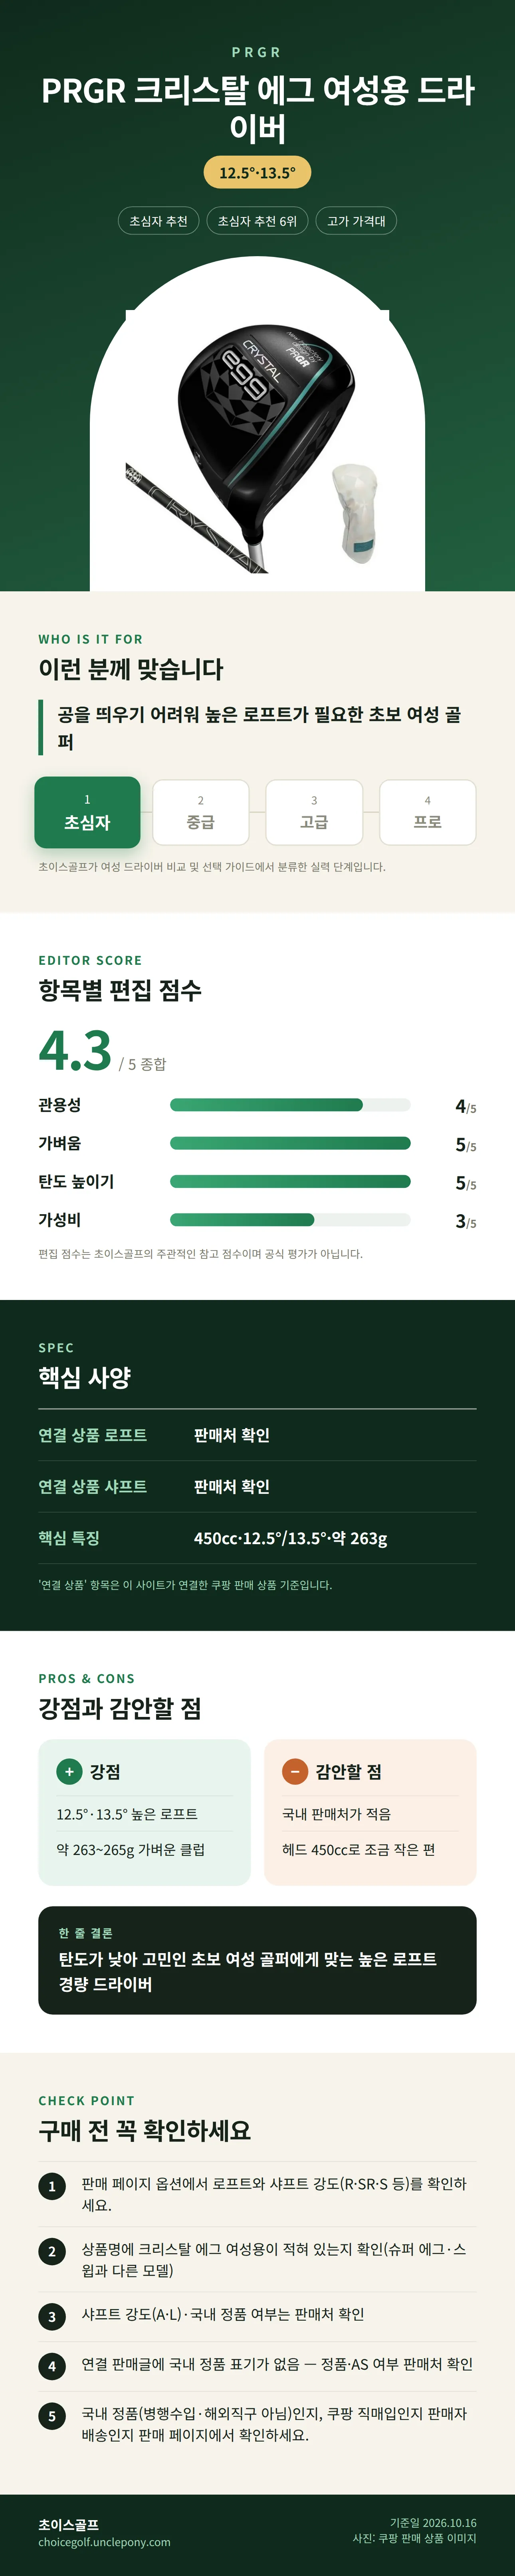 PRGR
PRGR 크리스탈 에그 여성용 드라
이버
12.5°·13.5°
초심자 추천
초심자 추천 6위
고가 가격대
CRYSTAL
egg
PRGR
WHO IS IT FOR
이런 분께 맞습니다
공을 띄우기 어려워 높은 로프트가 필요한 초보 여성 골
퍼
1
초심자
2
중급
3
고급
4
프로
초이스골프가 여성 드라이버 비교 및 선택 가이드에서 분류한 실력 단계입니다.
EDITOR SCORE
항목별 편집 점수
4.3 / 5 종합
관용성 4/5
가벼움 5/5
탄도 높이기 5/5
가성비 3/5
편집 점수는 초이스골프의 주관적인 참고 점수이며 공식 평가가 아닙니다.
SPEC
핵심 사양
연결 상품 로프트 판매처 확인
연결 상품 샤프트 판매처 확인
핵심 특징 450cc·12.5°/13.5°·약 263g
'연결 상품' 항목은 이 사이트가 연결한 쿠팡 판매 상품 기준입니다.
PROS & CONS
강점과 감안할 점
+ 강점
12.5°·13.5° 높은 로프트
약 263~265g 가벼운 클럽
− 감안할 점
국내 판매처가 적음
헤드 450cc로 조금 작은 편
한 줄 결론
탄도가 낮아 고민인 초보 여성 골퍼에게 맞는 높은 로프트
경량 드라이버
CHECK POINT
구매 전 꼭 확인하세요
1 판매 페이지 옵션에서 로프트와 샤프트 강도(R·SR·S 등)를 확인하
세요.
2 상품명에 크리스탈 에그 여성용이 적혀 있는지 확인(슈퍼 에그·스
윕과 다른 모델)
3 샤프트 강도(A·L)·국내 정품 여부는 판매처 확인
4 연결 판매글에 국내 정품 표기가 없음 — 정품·AS 여부 판매처 확인
5 국내 정품(병행수입·해외직구 아님)인지, 쿠팡 직매입인지 판매자
배송인지 판매 페이지에서 확인하세요.
초이스골프
choicegolf.unclepony.com
기준일 2026.10.16
사진: 쿠팡 판매 상품 이미지